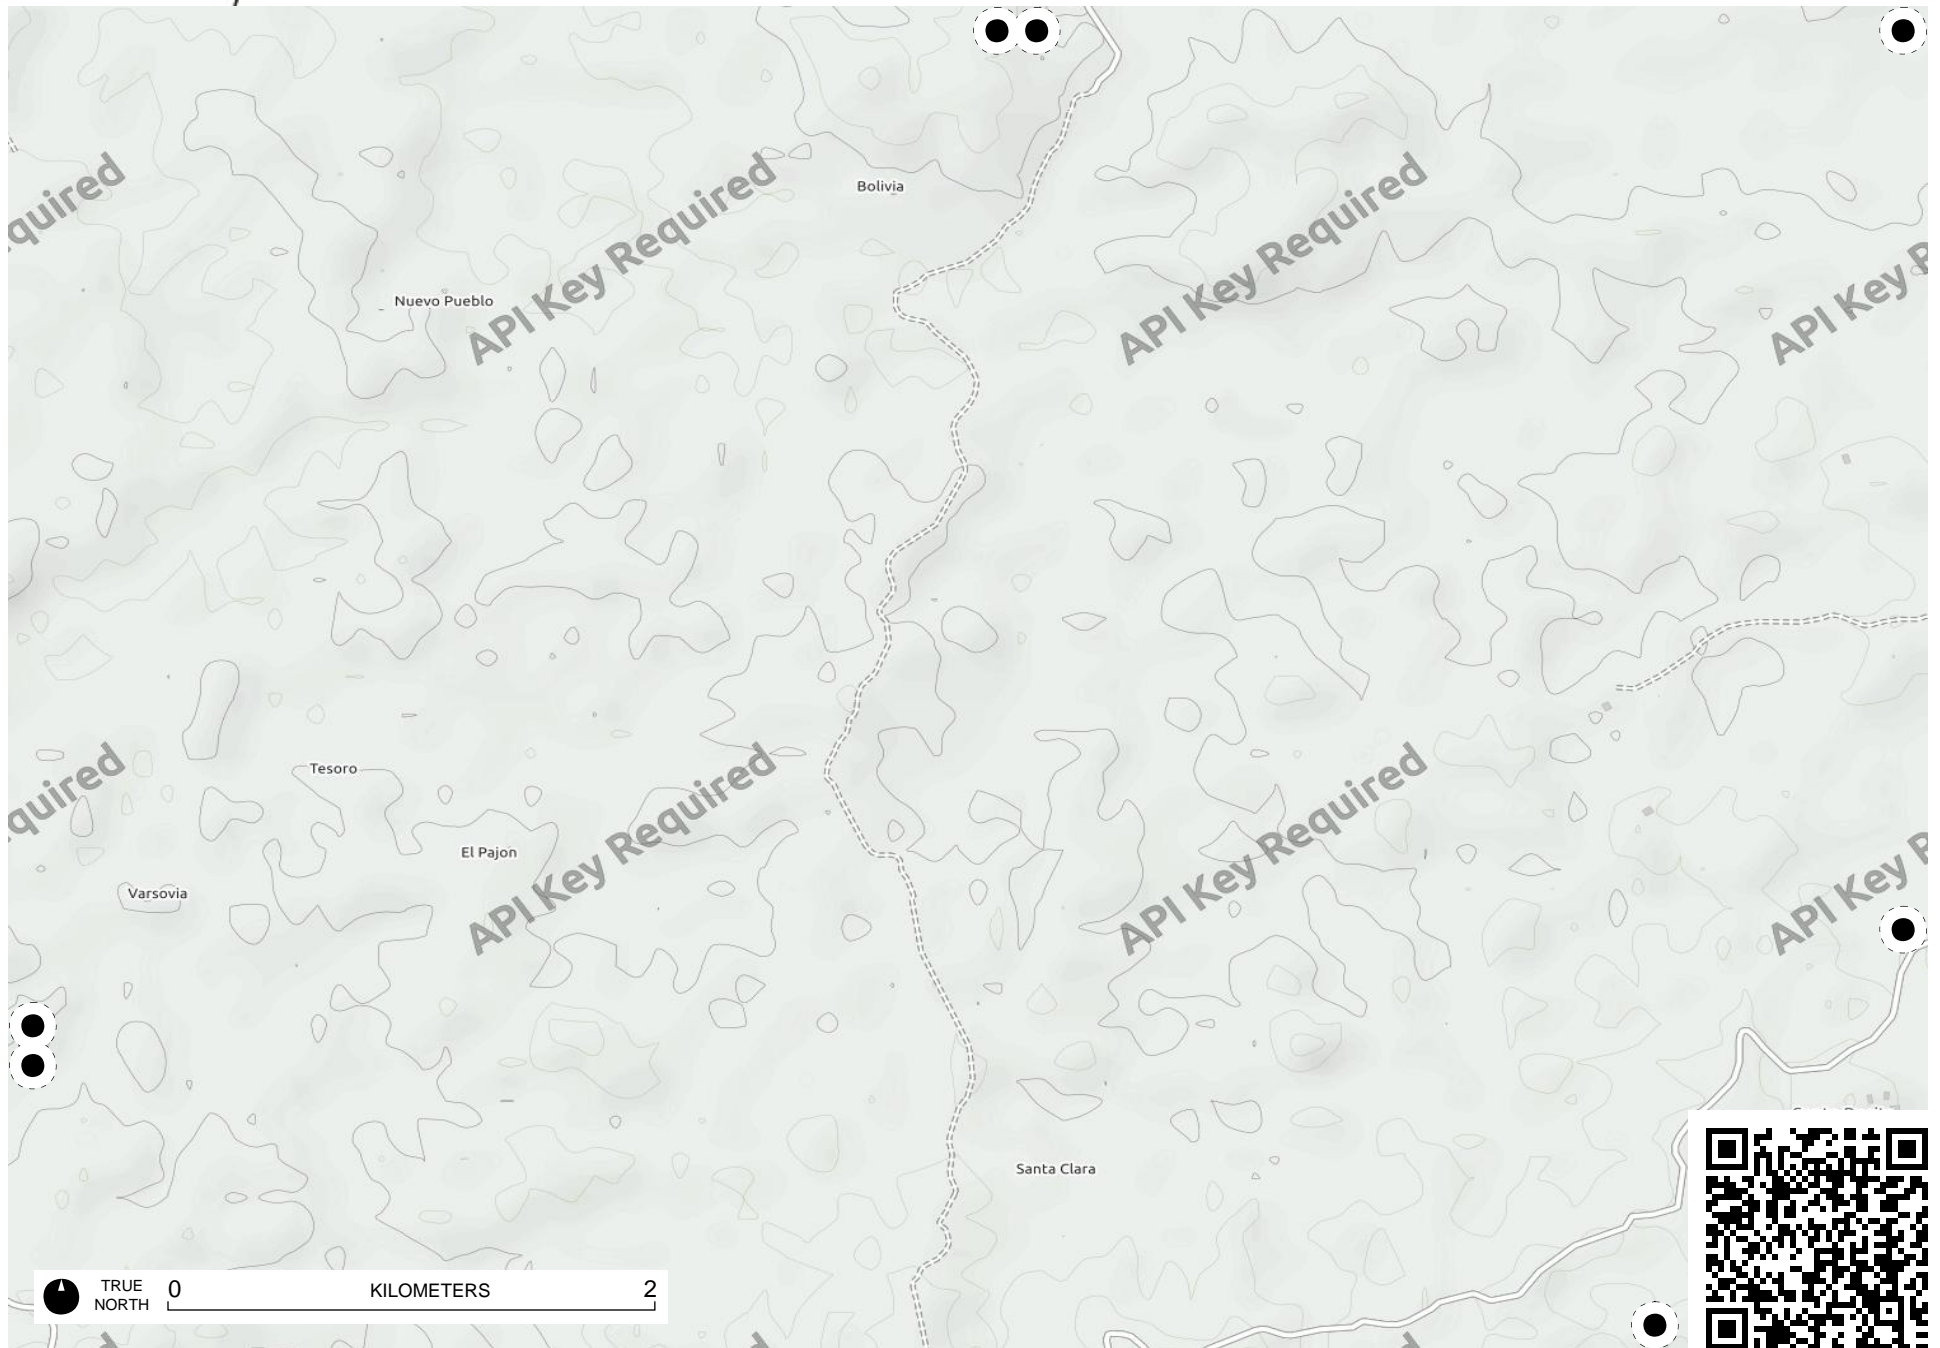 Bolivia
API Key Required
API Key Required
quired
Nuevo Pueblo
API Key
Tesoro
API Key Required
API Key Required
quired
El Pajon
Varsovia
API Key
Santa Clara
TRUE NORTH
0 KILOMETERS 2